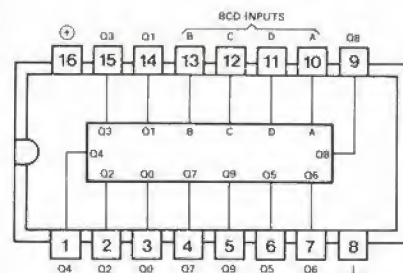 BCD INPUTS
+ Q3 Q1 B C D A Q8
16 15 14 13 12 11 10 9
Q3 Q1 B C D A
Q4 Q8
Q2 Q0 Q7 Q9 Q5 Q6
1 2 3 4 5 6 7 8
Q4 Q2 Q0 Q7 Q9 Q5 Q6